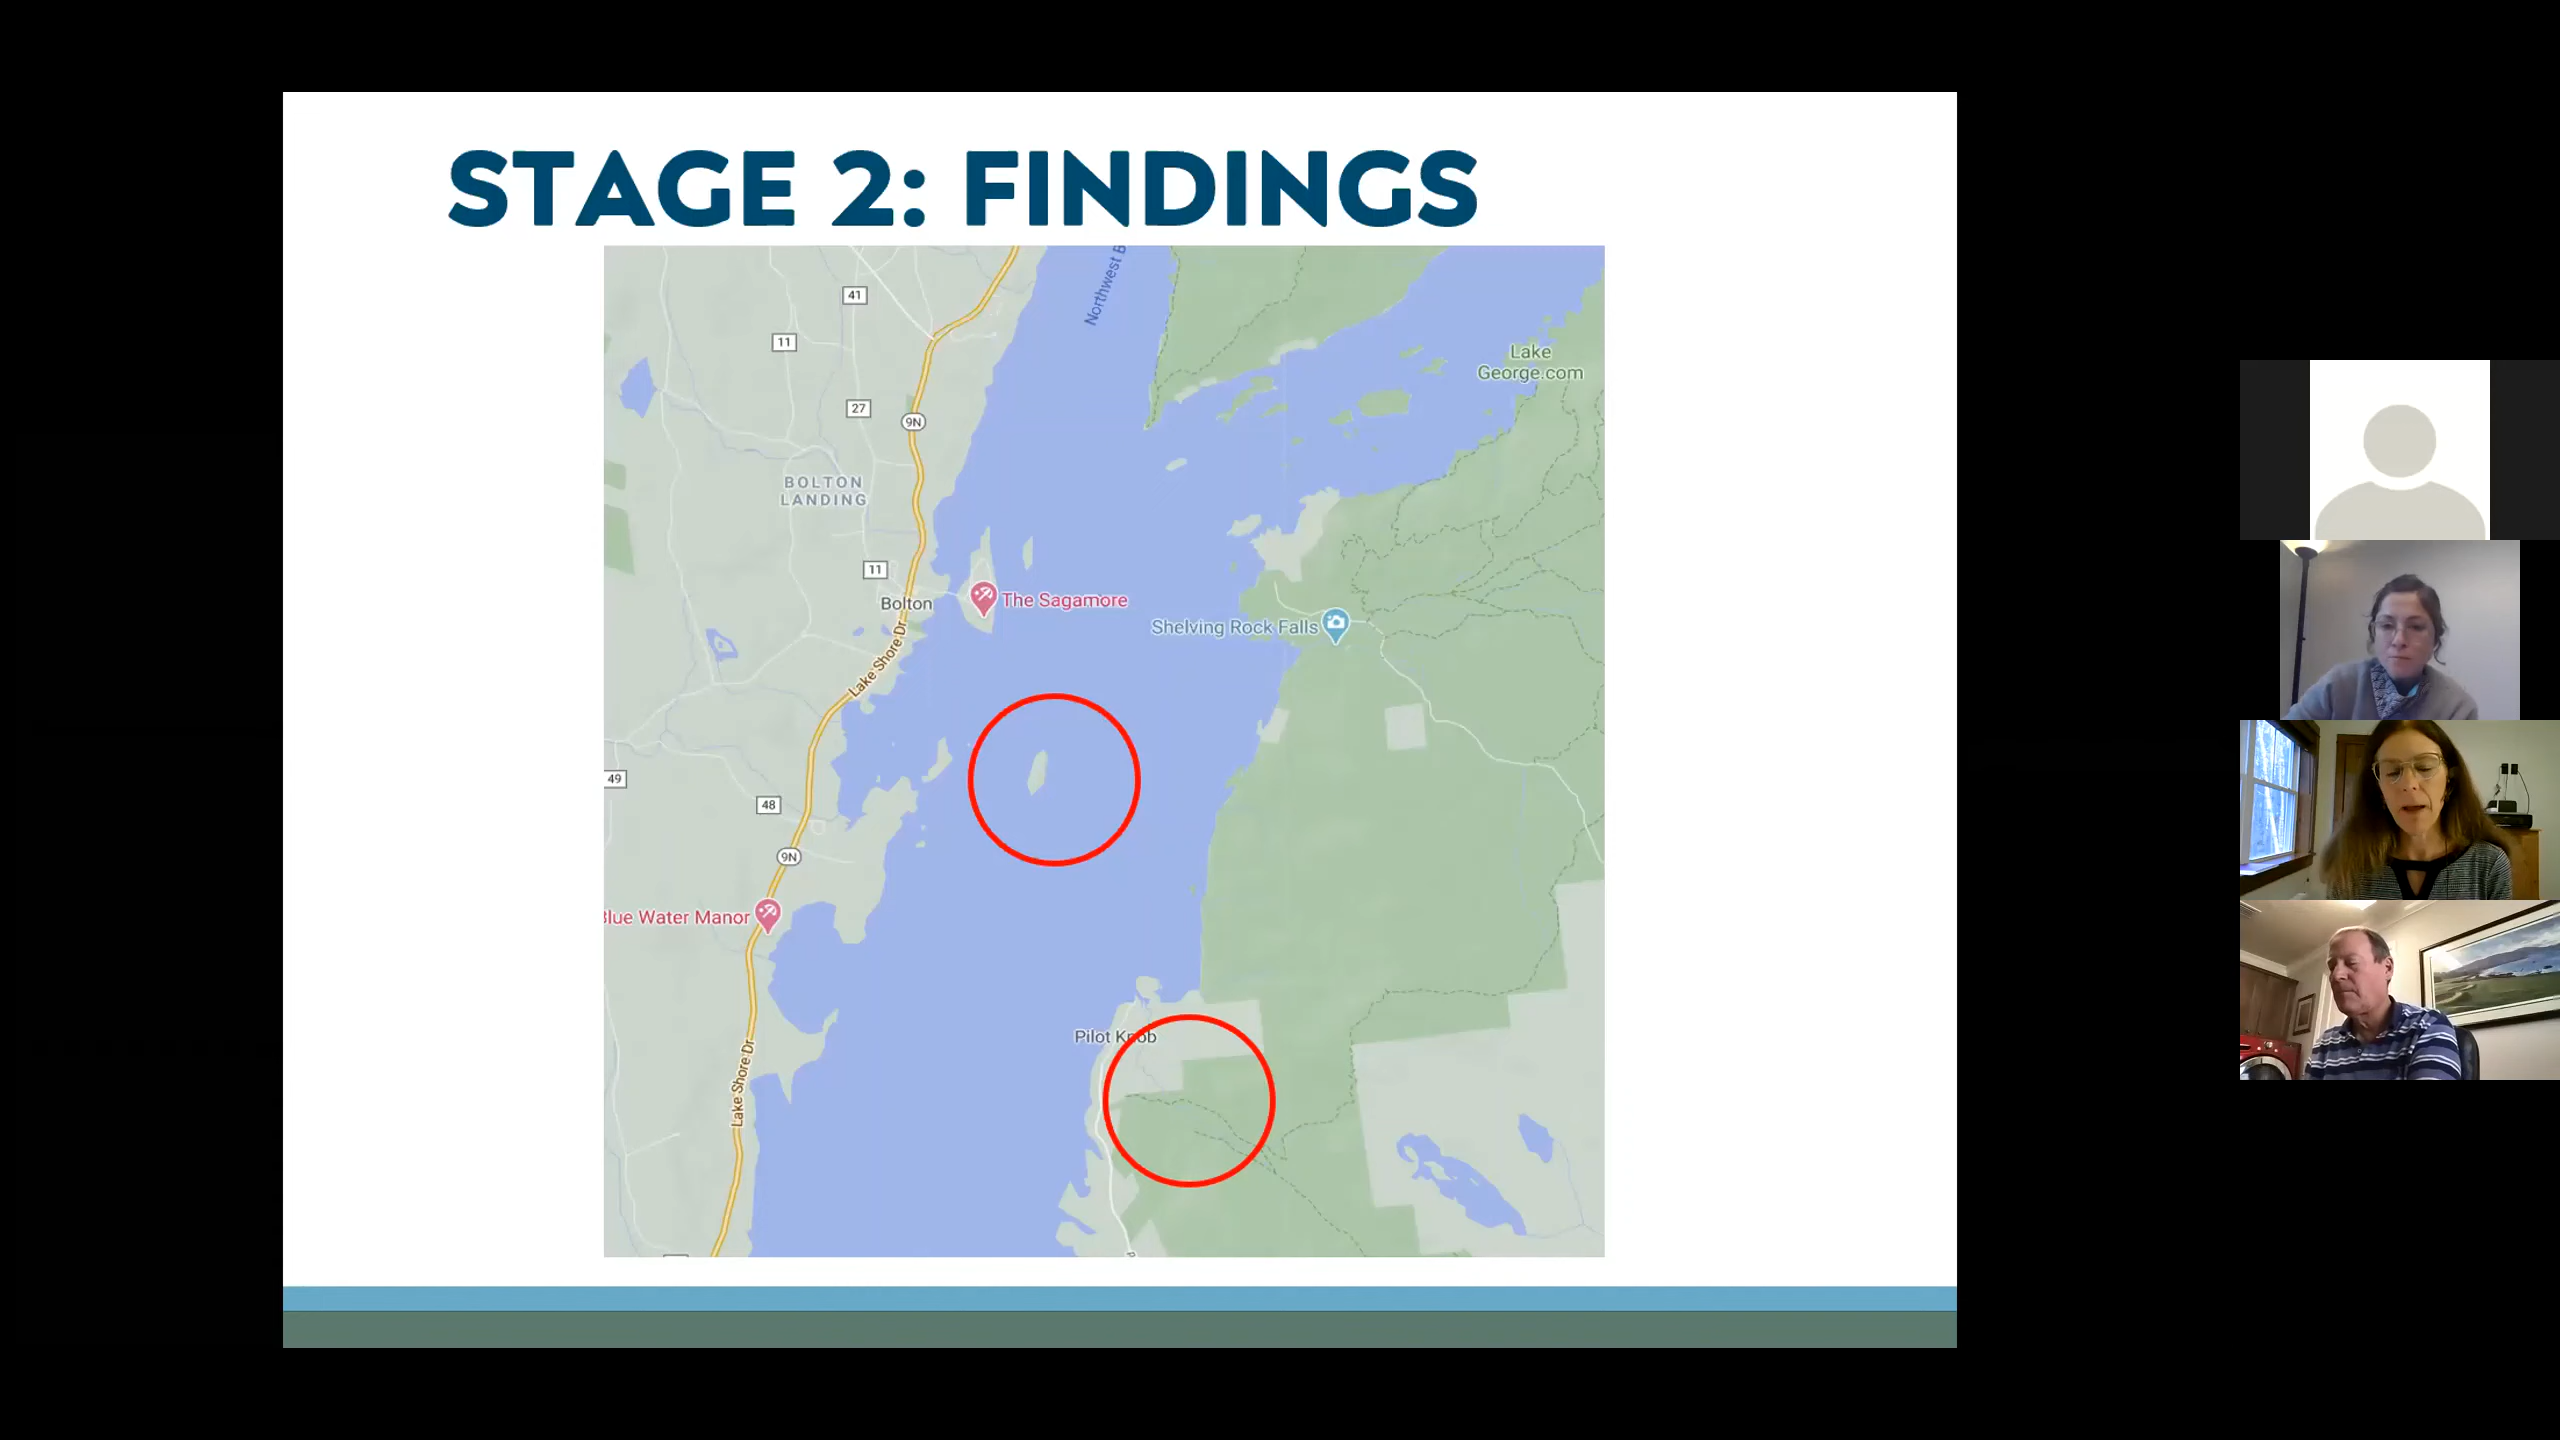 STAGE 2: FINDINGS
Northwest B
41
11
Lake
George.com
27
9N
BOLTON
LANDING
11
Bolton
The Sagamore
Shelving Rock Falls
Lake Shore Dr
49
48
9N
Blue Water Manor
Pilot Knob
Lake Shore Dr